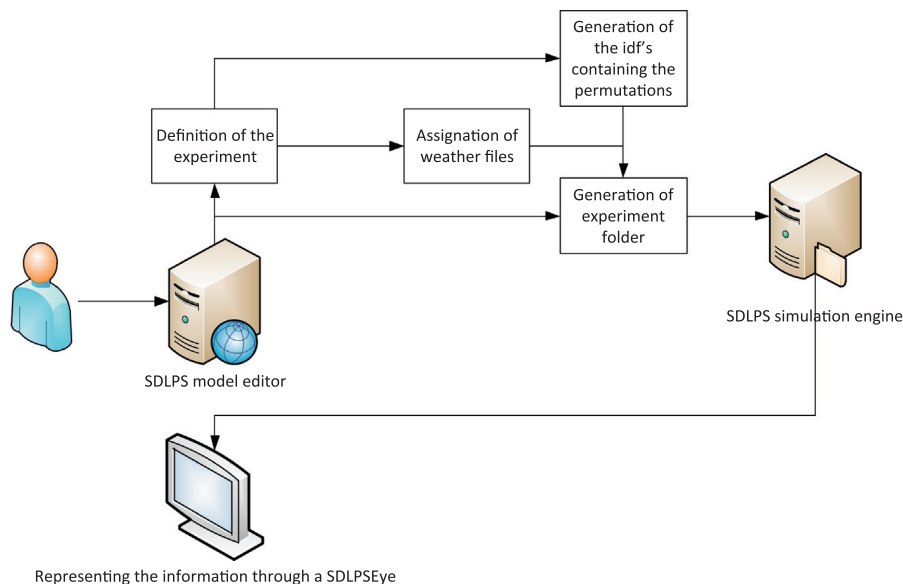 Generation of
the idf's
containing the
permutations
Definition of the
experiment
Assignation of
weather files
Generation of
experiment
folder
SDLPS simulation engine
SDLPS model editor
Representing the information through a SDLPSEye